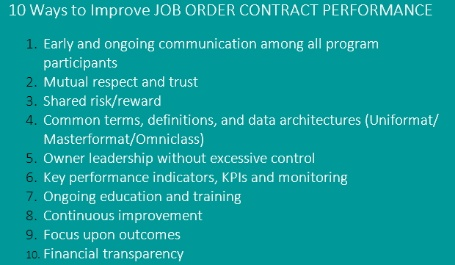 10 Ways to Improve JOB ORDER CONTRACT PERFORMANCE
1. Early and ongoing communication among all program
participants
2. Mutual respect and trust
3. Shared risk/reward
4. Common terms, definitions, and data architectures (Uniformat/
Masterformat/Omniclass)
5. Owner leadership without excessive control
6. Key performance indicators, KPIs and monitoring
7. Ongoing education and training
8. Continuous improvement
9. Focus upon outcomes
10. Financial transparency